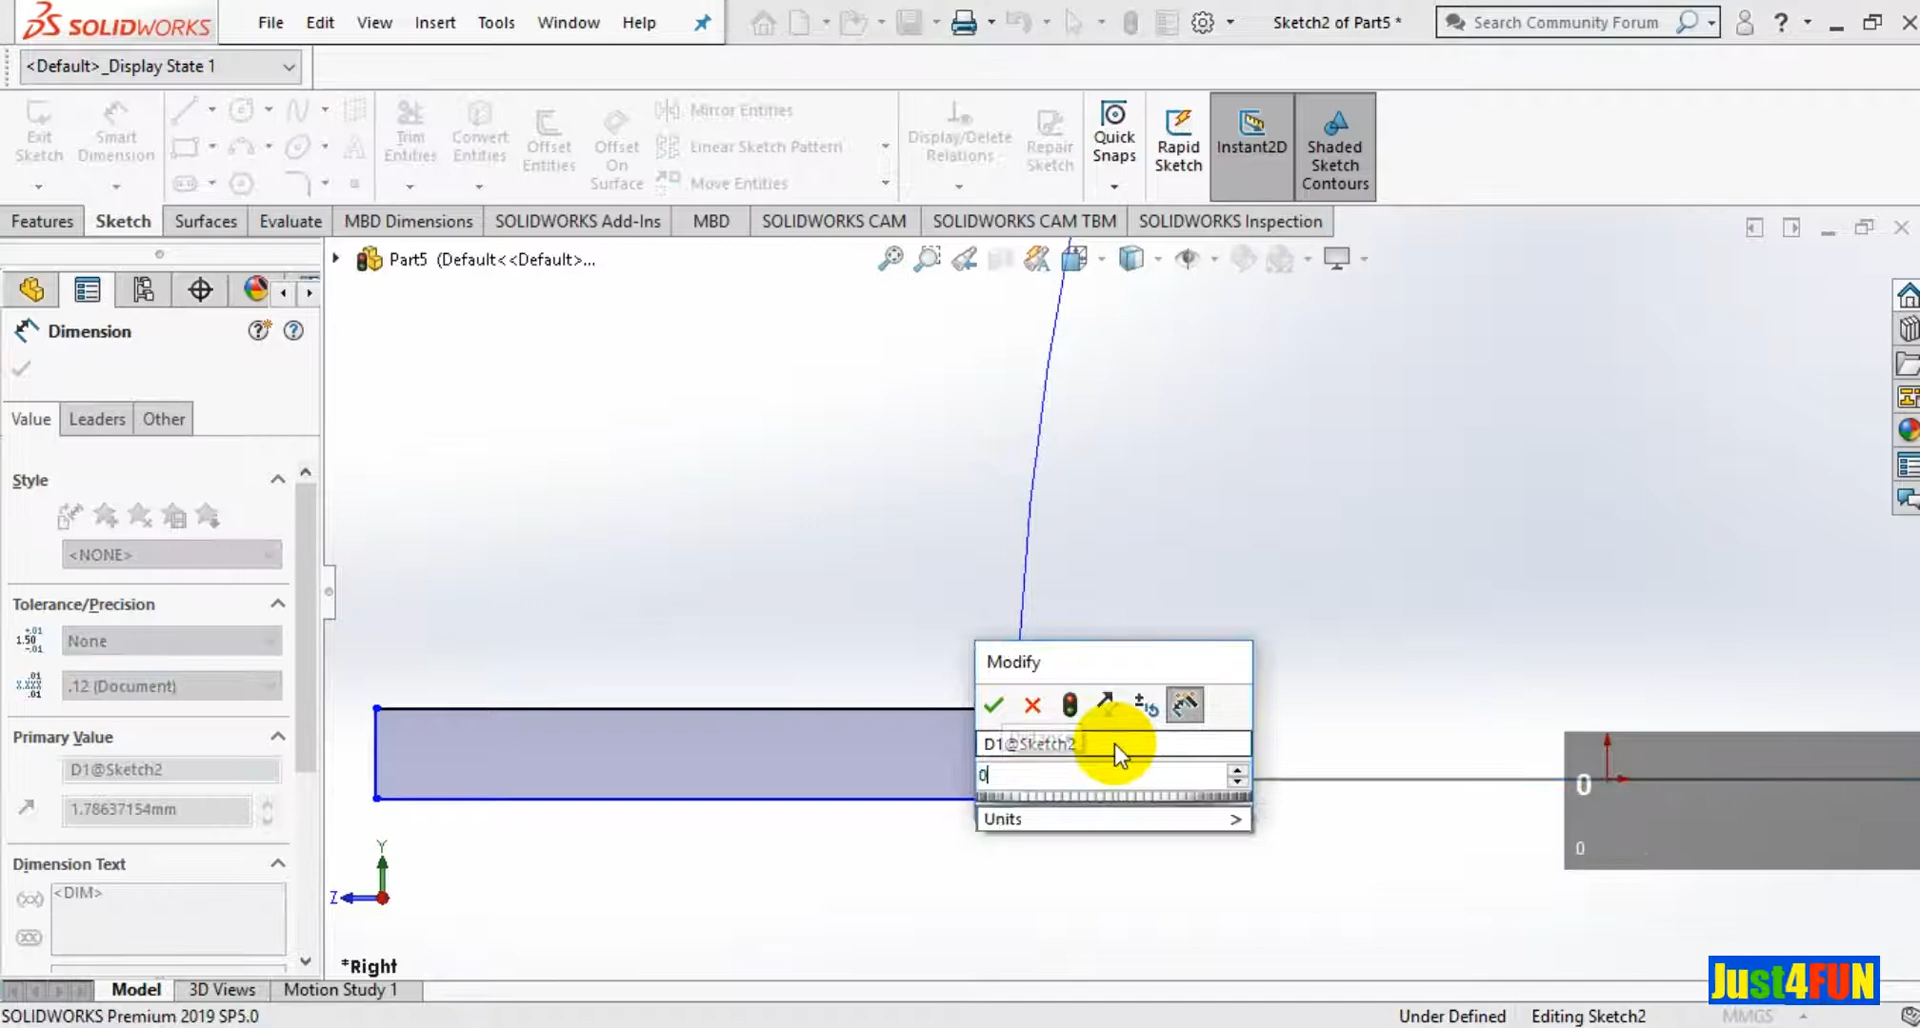 SOLIDWORKS
File Edit View Insert Tools Window Help
Sketch2 of Part5 *
Search Community Forum
<Default>_Display State 1
Exit Sketch
Smart Dimension
Trim Entities
Convert Entities
Offset Entities
Offset On Surface
Mirror Entities
Linear Sketch Pattern
Move Entities
Display/Delete Relations
Repair Sketch
Quick Snaps
Rapid Sketch
Instant2D
Shaded Sketch Contours
Features Sketch Surfaces Evaluate MBD Dimensions SOLIDWORKS Add-Ins MBD SOLIDWORKS CAM SOLIDWORKS CAM TBM SOLIDWORKS Inspection
Part5 (Default<<Default>...
Dimension
Value Leaders Other
Style
<NONE>
Tolerance/Precision
None
.12 (Document)
Primary Value
D1@Sketch2
1.78637154mm
Dimension Text
<DIM>
Modify
D1@Sketch2
0
Units >
0
0
Y
Z
*Right
Just4FUN
Model 3D Views Motion Study 1
SOLIDWORKS Premium 2019 SP5.0
Under Defined Editing Sketch2 MMGS